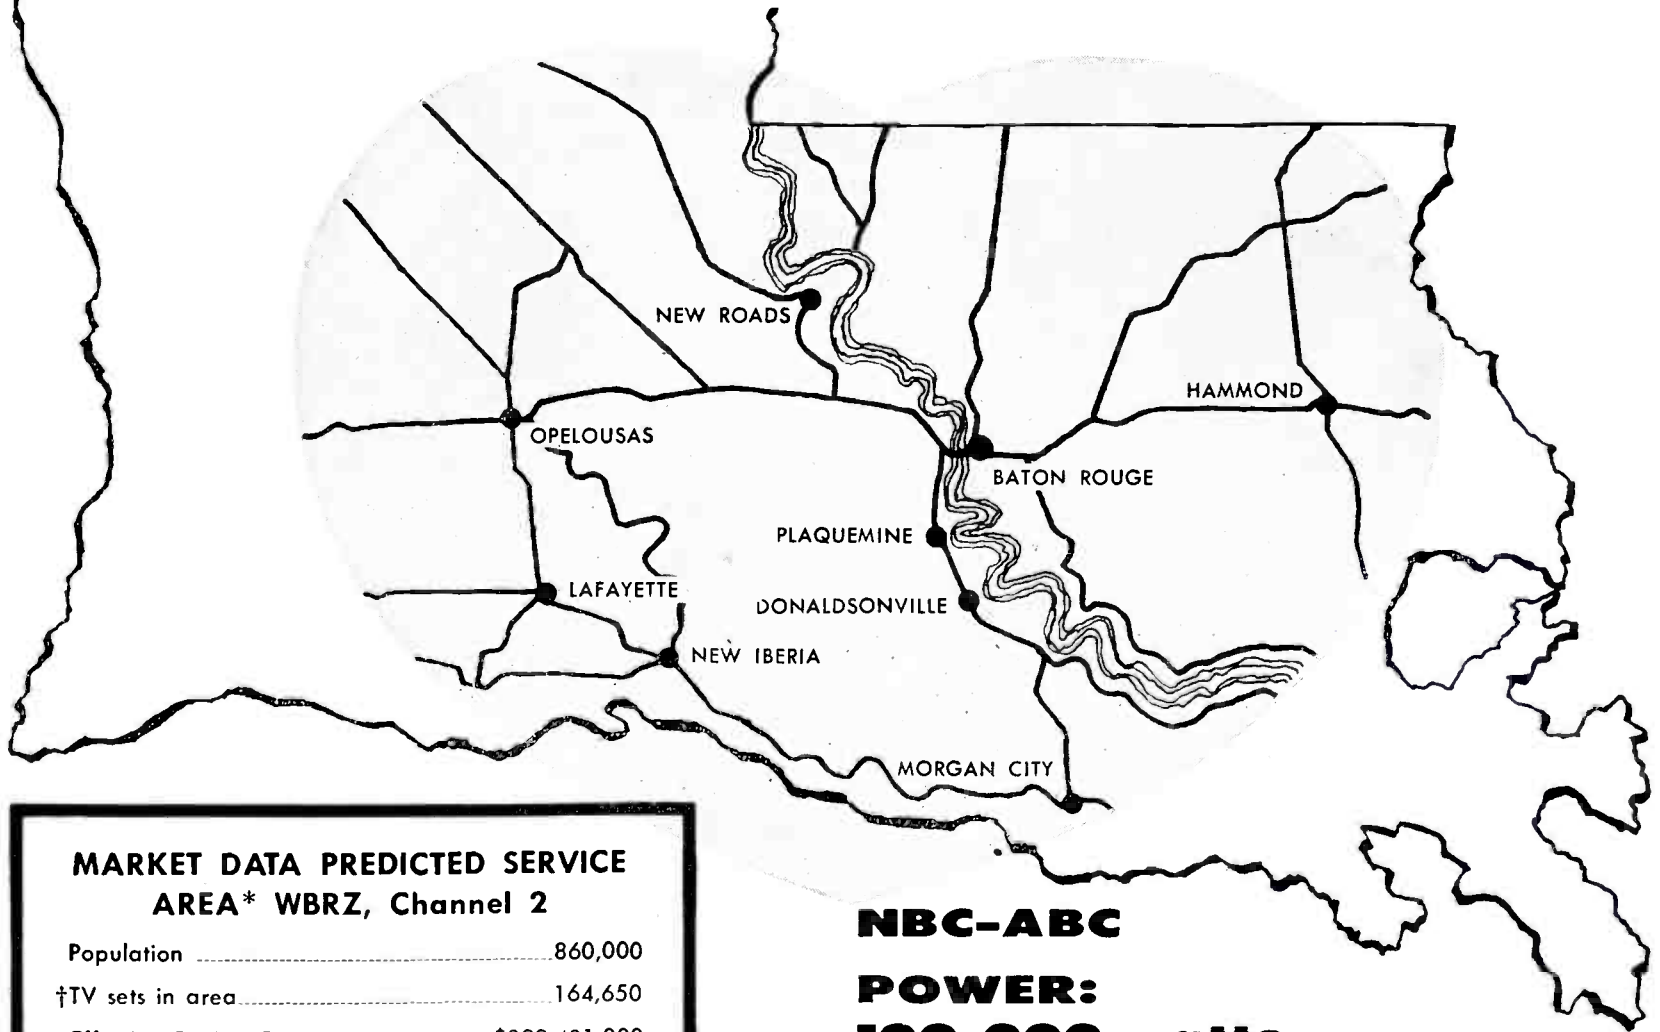 NEW ROADS
HAMMOND
OPELOUSAS
BATON ROUGE
PLAQUEMINE
LAFAYETTE
DONALDSONVILLE
NEW IBERIA
MORGAN CITY
MARKET DATA PREDICTED SERVICE
AREA* WBRZ, Channel 2
Population 860,000
†TV sets in area 164,650
NBC-ABC
POWER: